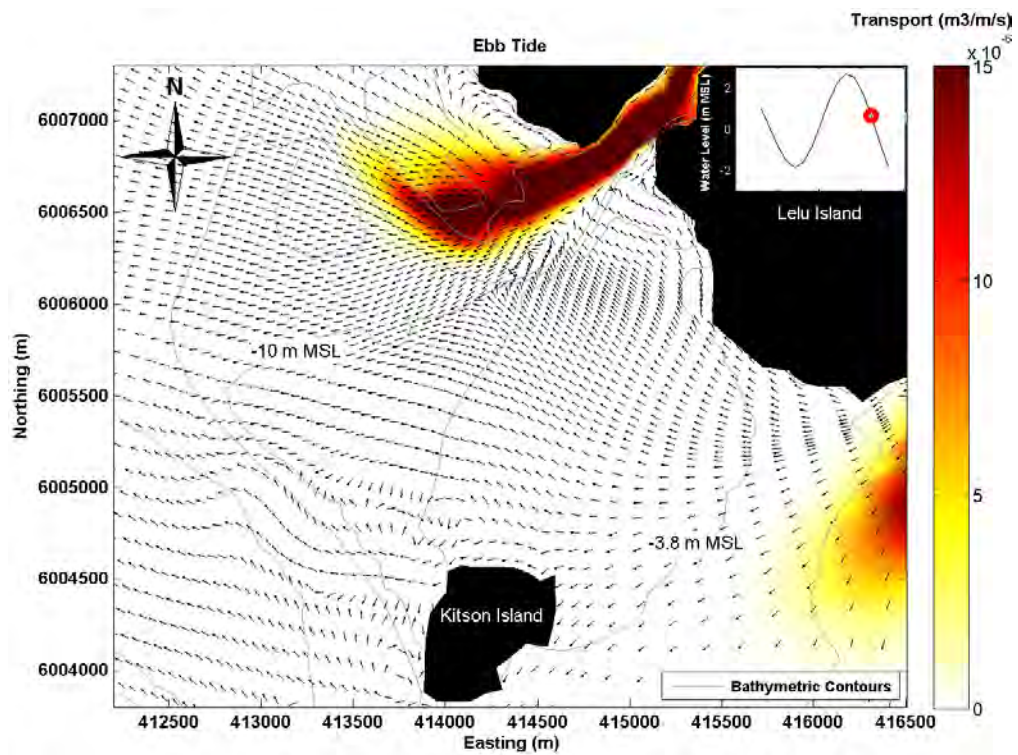 Transport (m3/m/s)
x 10⁻⁶
Ebb Tide
N
Northing (m)
6007000
6006500
6006000
6005500
6005000
6004500
6004000
Water Level (m MSL)
2
0
-2
Lelu Island
-10 m MSL
-3.8 m MSL
Kitson Island
Bathymetric Contours
15
10
5
0
412500 413000 413500 414000 414500 415000 415500 416000 416500
Easting (m)